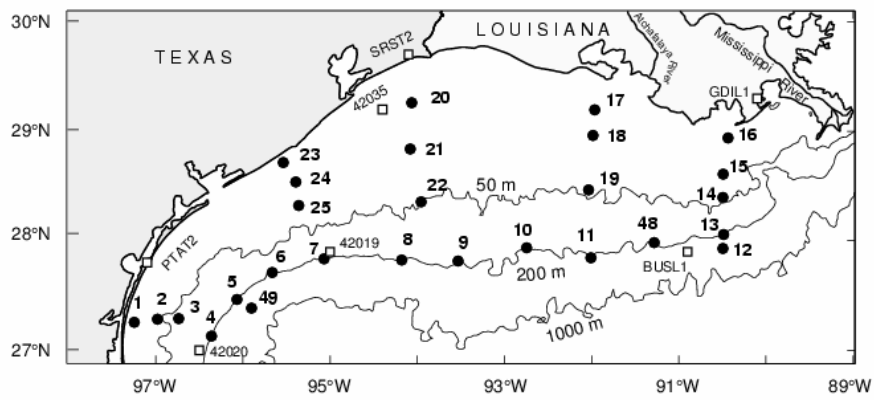 30°N
29°N
28°N
27°N
TEXAS
LOUISIANA
SRST2
42035
Atchafalaya
River
Mississippi
River
GDIL1
20
17
21
18
16
23
24
25
22
50 m
19
15
14
PTAT2
42019
7
8
9
10
11
48
13
12
BUSL1
200 m
6
5
49
1
2
3
4
42020
1000 m
97°W
95°W
93°W
91°W
89°W